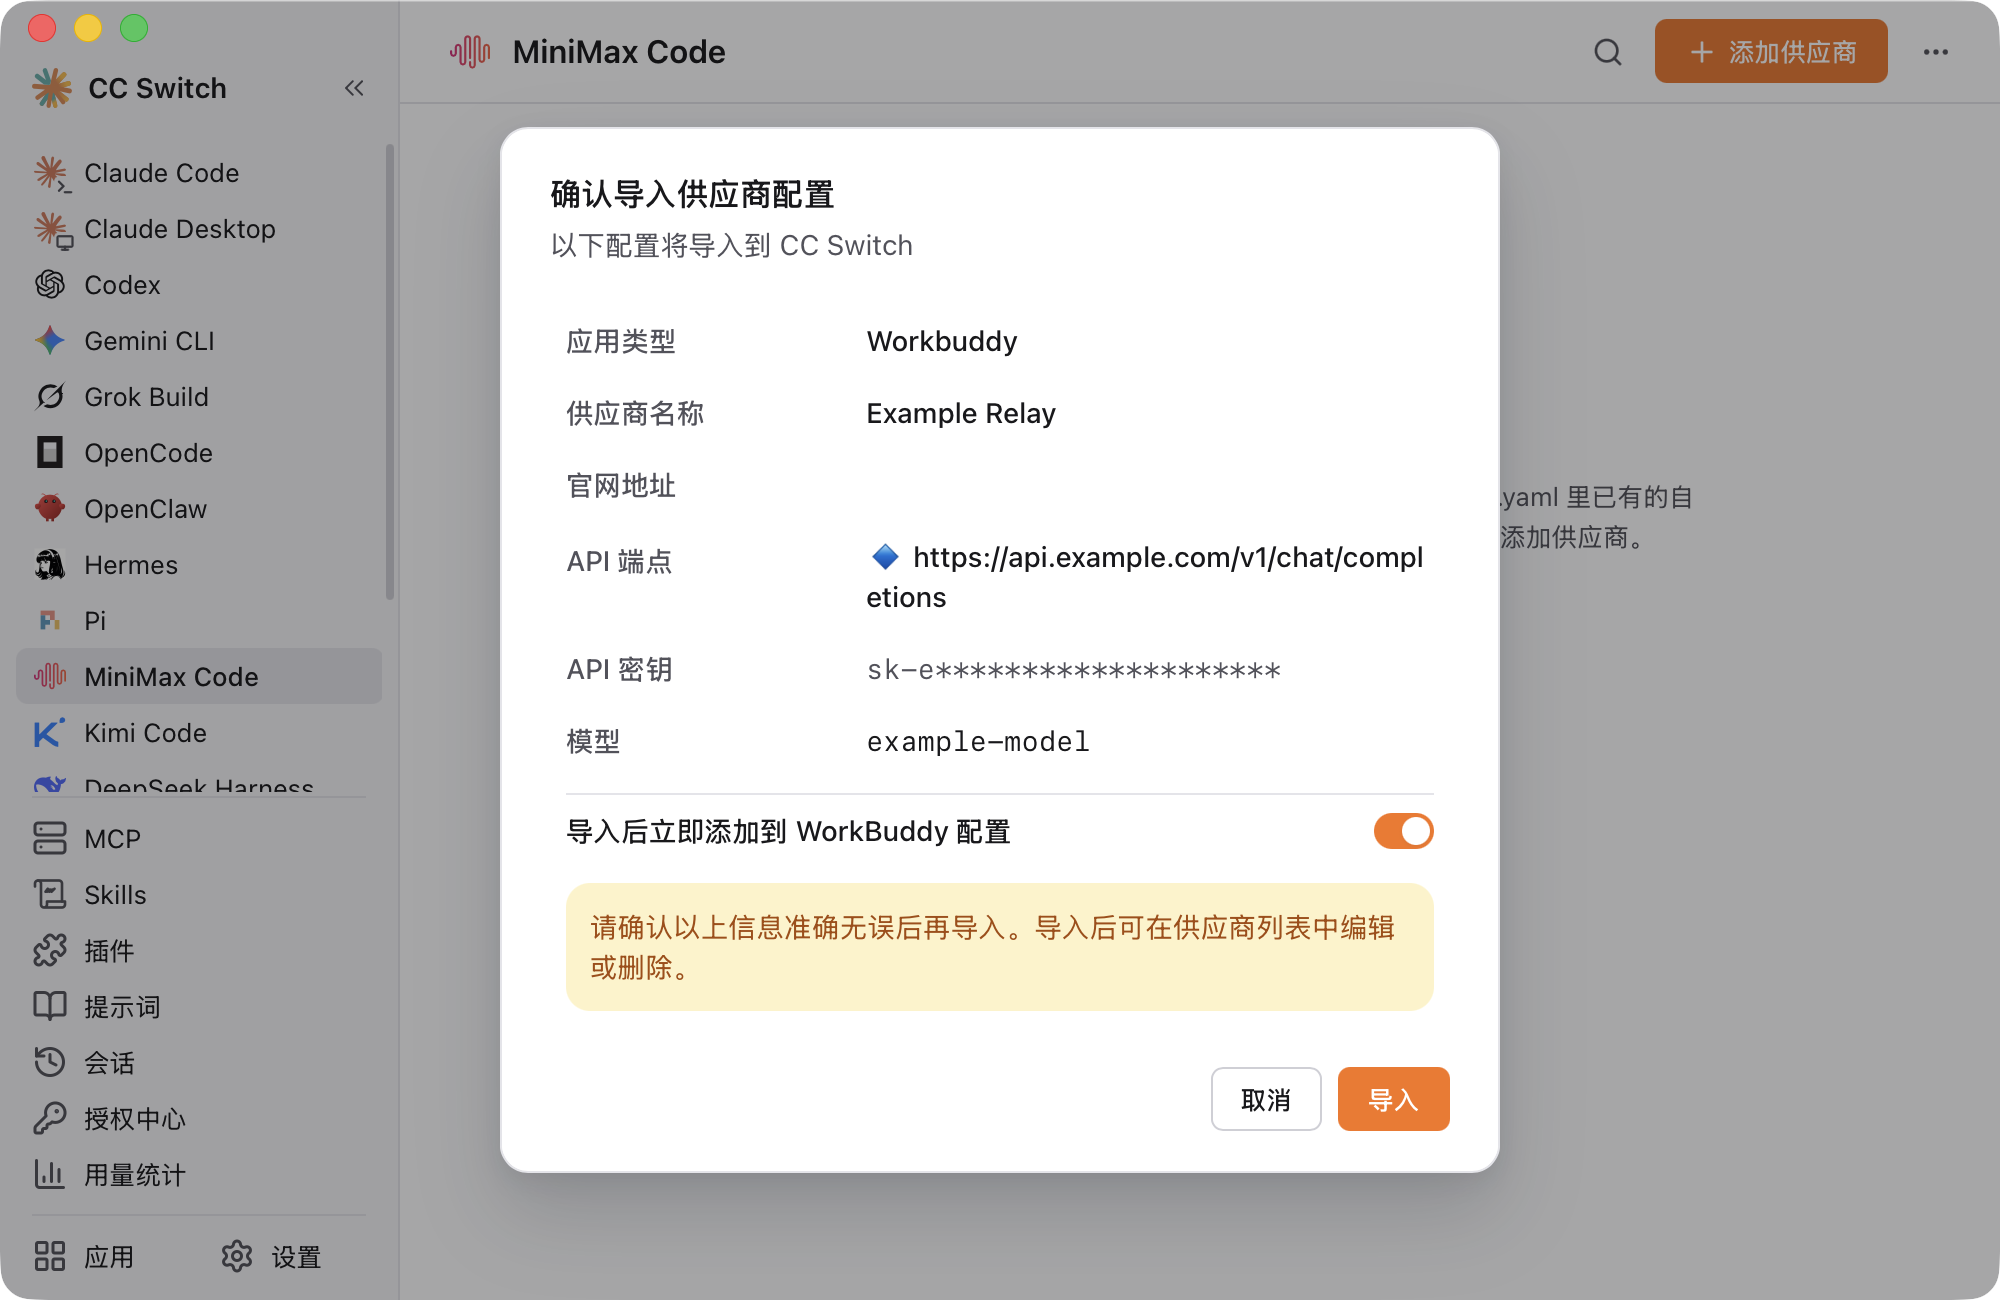 CC Switch
Claude Code
Claude Desktop
Codex
Gemini CLI
Grok Build
OpenCode
OpenClaw
Hermes
Pi
MiniMax Code
Kimi Code
DeepSeek Harness
MCP
Skills
插件
提示词
会话
授权中心
用量统计
应用
设置
MiniMax Code
添加供应商
.yaml 里已有的自
添加供应商。
确认导入供应商配置
以下配置将导入到 CC Switch
应用类型 Workbuddy
供应商名称 Example Relay
官网地址
API 端点 https://api.example.com/v1/chat/compl
etions
API 密钥 sk-e********************
模型 example-model
导入后立即添加到 WorkBuddy 配置
请确认以上信息准确无误后再导入。导入后可在供应商列表中编辑
或删除。
取消
导入